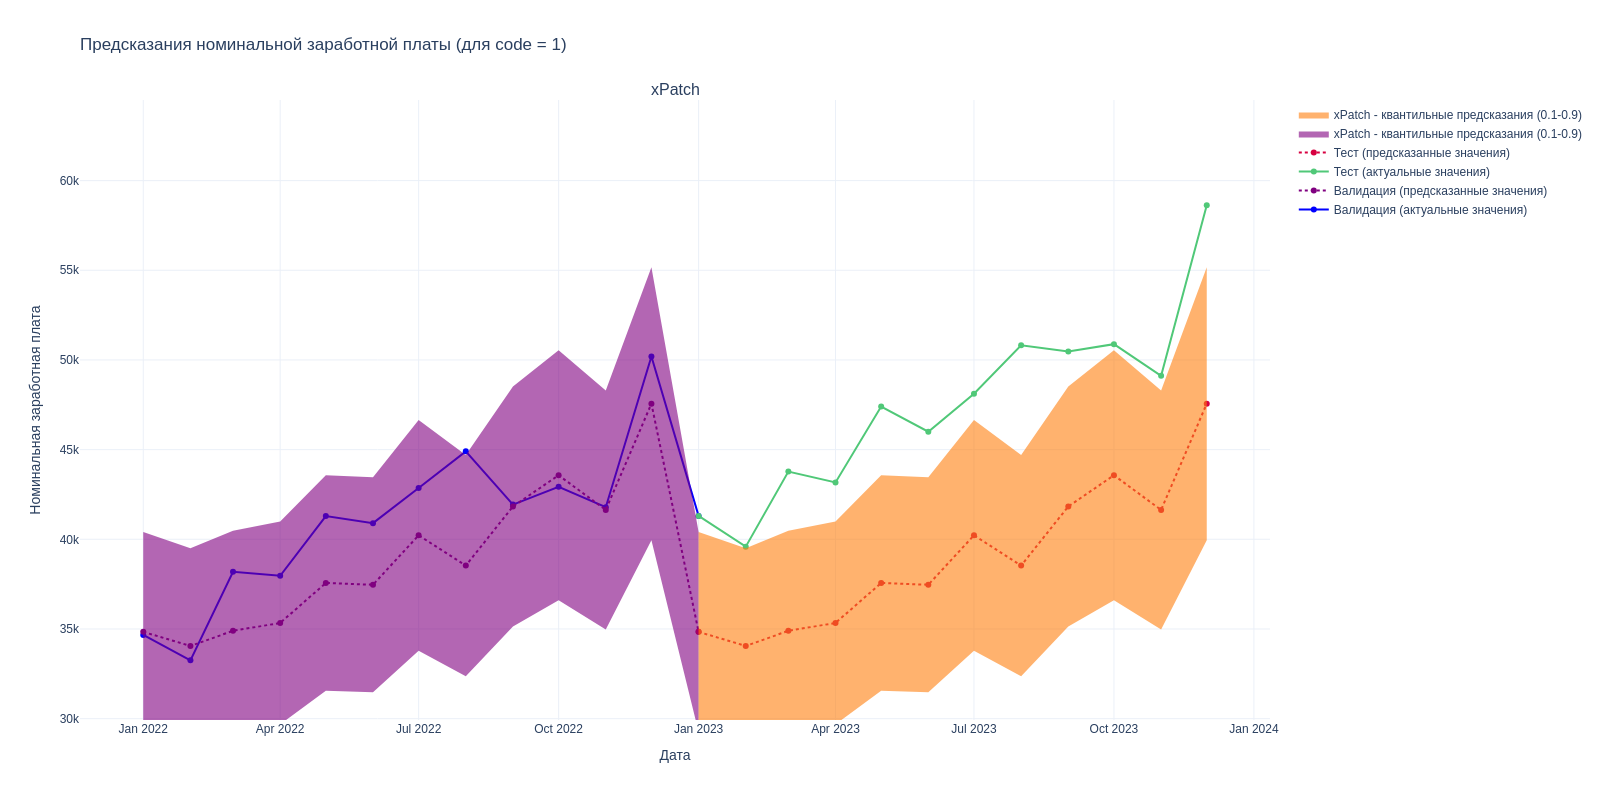 Предсказания номинальной заработной платы (для code = 1)
xPatch
xPatch - квантильные предсказания (0.1-0.9)
xPatch - квантильные предсказания (0.1-0.9)
Тест (предсказанные значения)
Тест (актуальные значения)
Валидация (предсказанные значения)
Валидация (актуальные значения)
Номинальная заработная плата
60k
55k
50k
45k
40k
35k
30k
Jan 2022
Apr 2022
Jul 2022
Oct 2022
Jan 2023
Apr 2023
Jul 2023
Oct 2023
Jan 2024
Дата